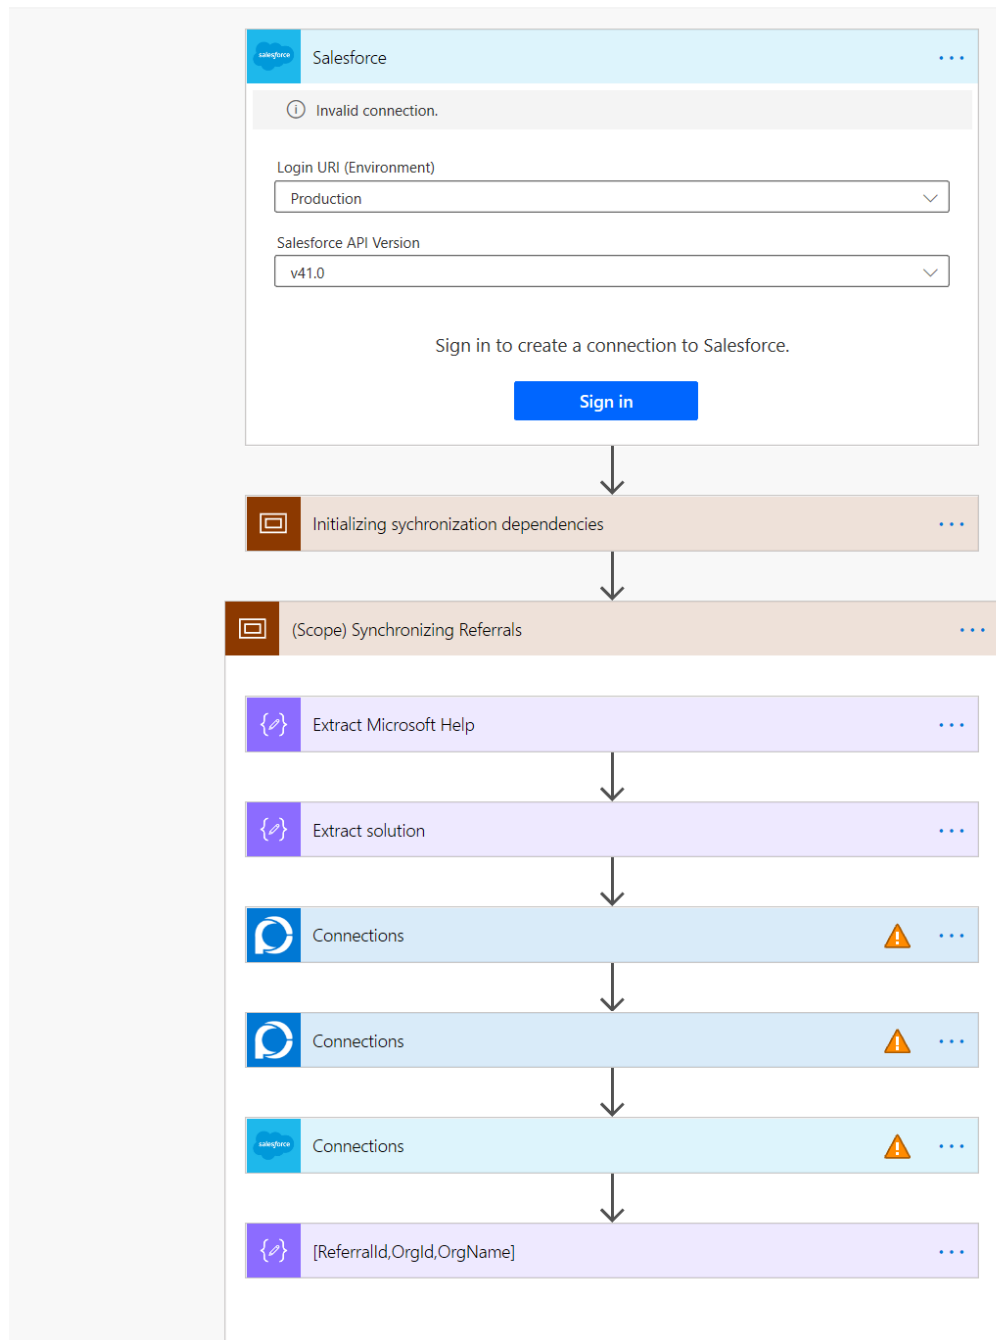 salesforce
Salesforce
Invalid connection.
Login URI (Environment)
Production
Salesforce API Version
v41.0
Sign in to create a connection to Salesforce.
Sign in
Initializing sychronization dependencies
(Scope) Synchronizing Referrals
Extract Microsoft Help
Extract solution
Connections
Connections
salesforce
Connections
[ReferralId,OrgId,OrgName]